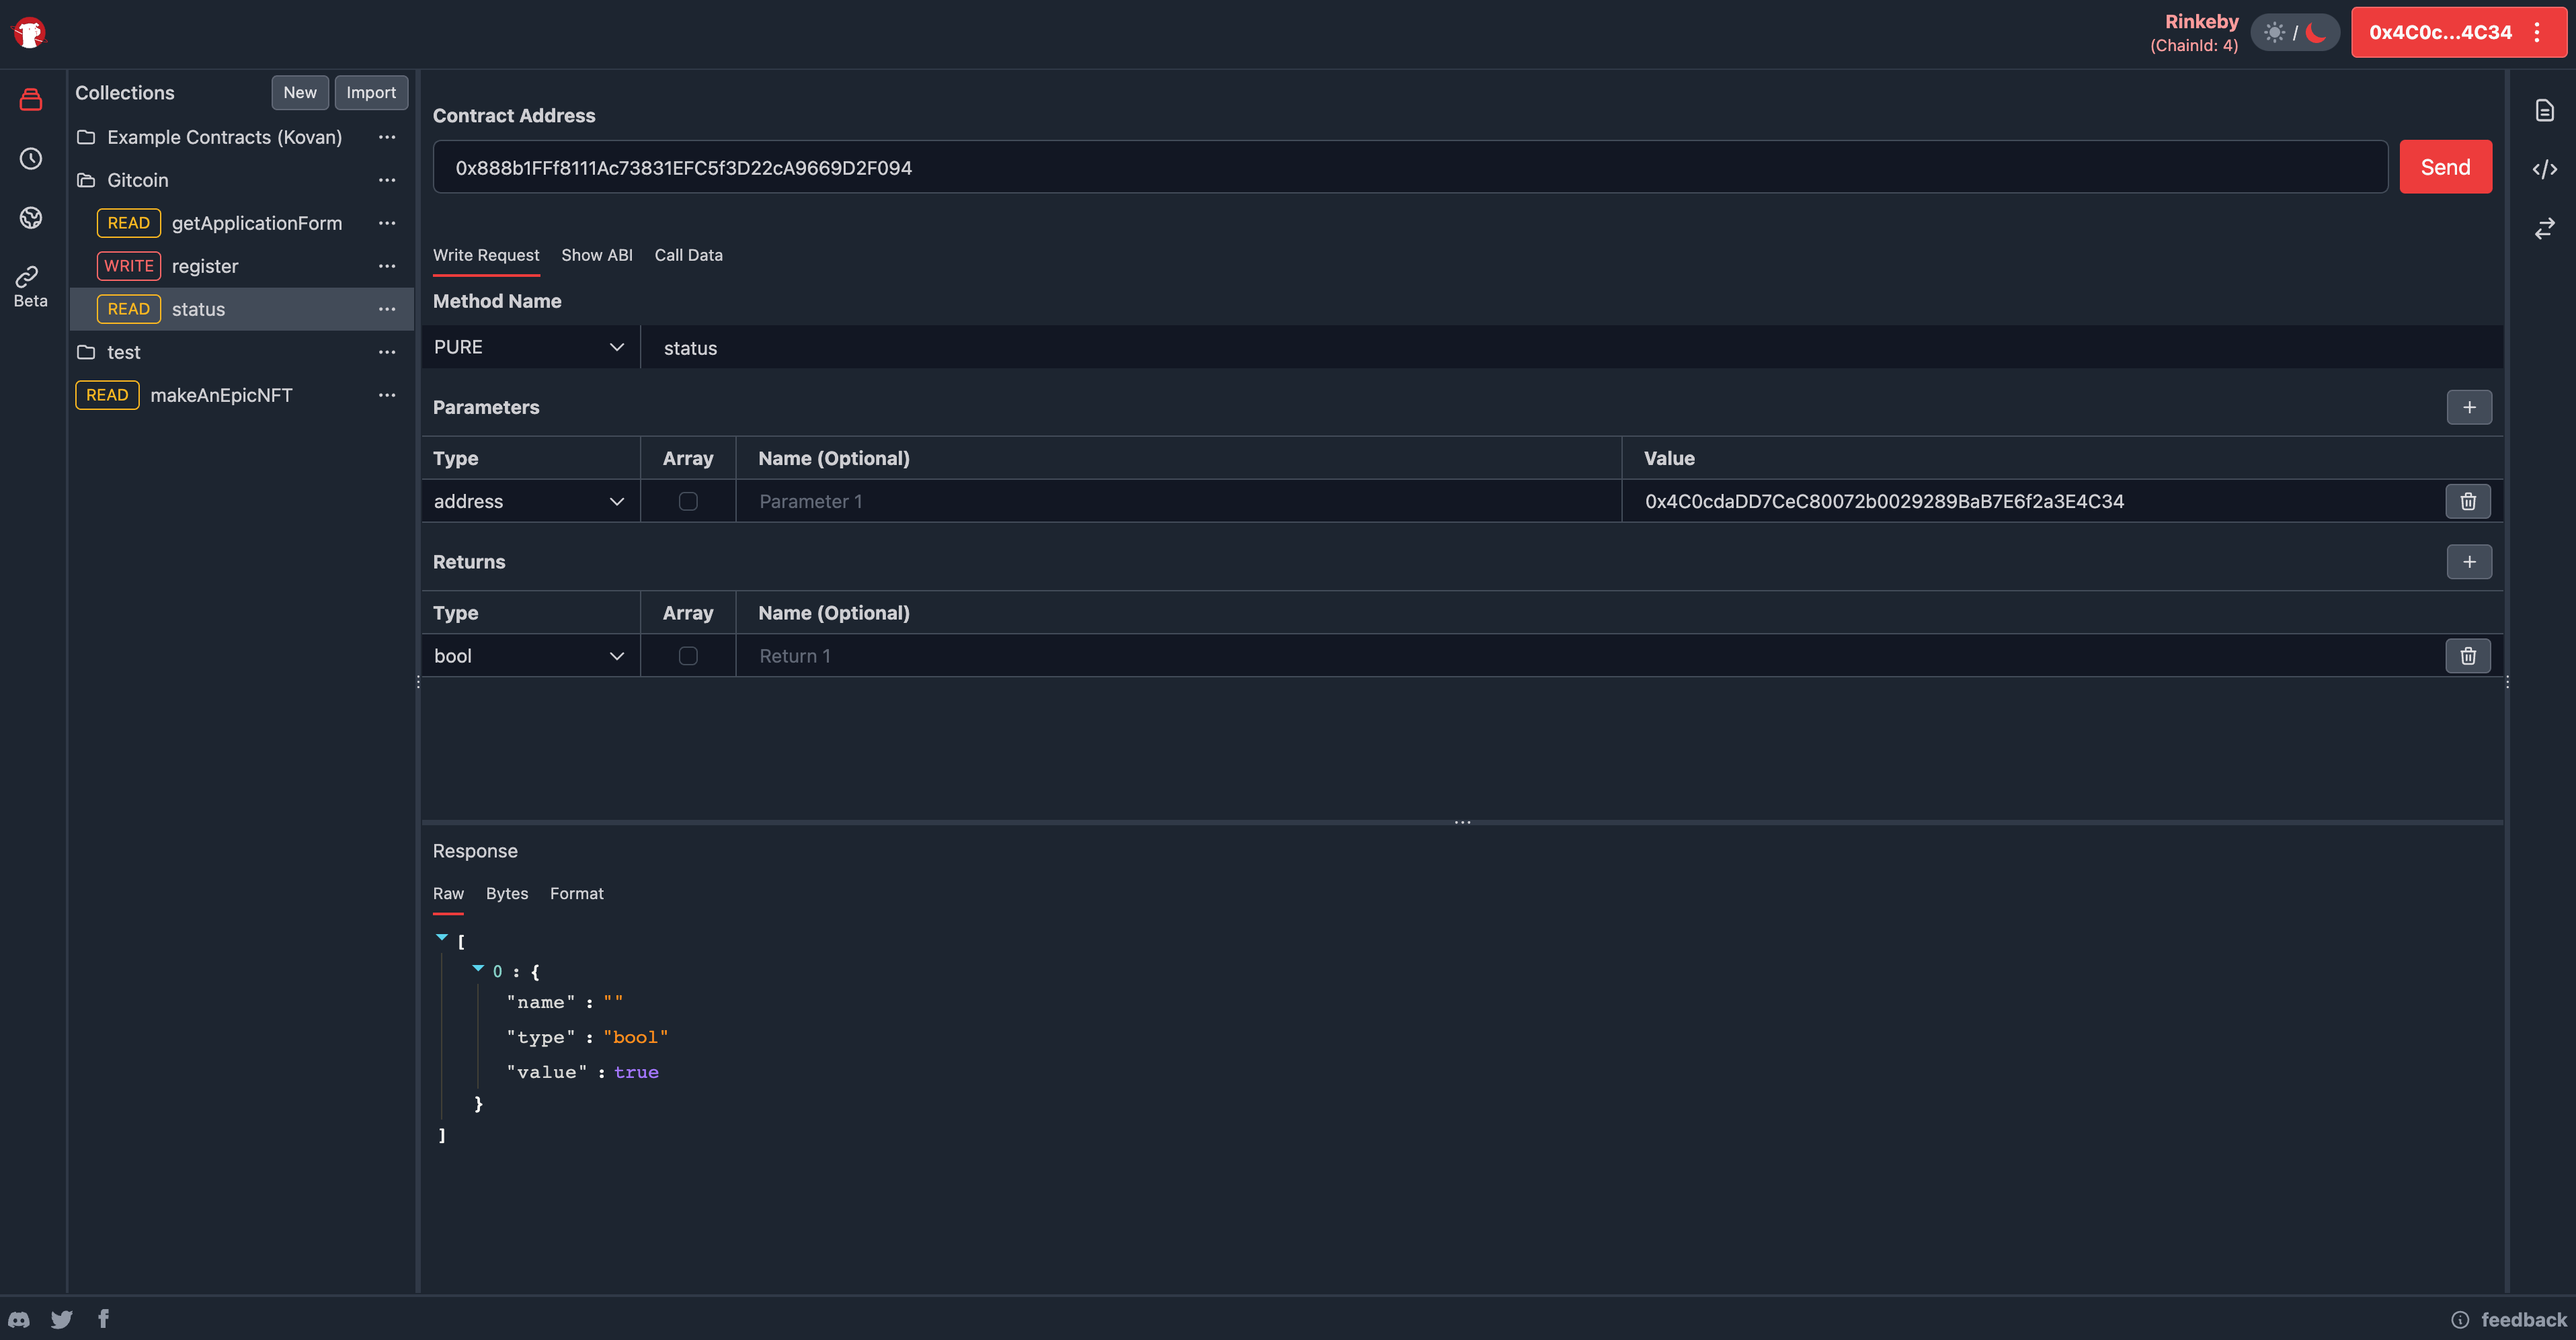 Rinkeby
(ChainId: 4)
/
0x4C0c...4C34
Beta
Collections
New
Import
Example Contracts (Kovan)
Gitcoin
READ getApplicationForm
WRITE register
READ status
test
READ makeAnEpicNFT
Contract Address
0x888b1FFf8111Ac73831EFC5f3D22cA9669D2F094
Send
Write Request Show ABI Call Data
Method Name
PURE status
Parameters
+
Type Array Name (Optional) Value
address Parameter 1 0x4C0cdaDD7CeC80072b0029289BaB7E6f2a3E4C34
Returns
+
Type Array Name (Optional)
bool Return 1
Response
Raw Bytes Format
[
0 : {
"name" : ""
"type" : "bool"
"value" : true
}
]
feedback